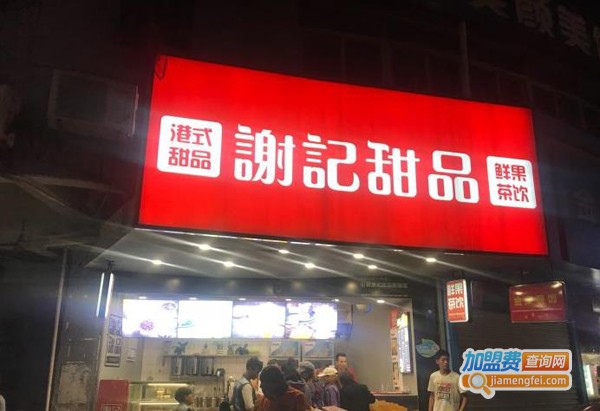 港式
甜品
謝記甜品
鲜果
茶饮
鲜果
茶饮
加盟费查询网
jiamengfei.com